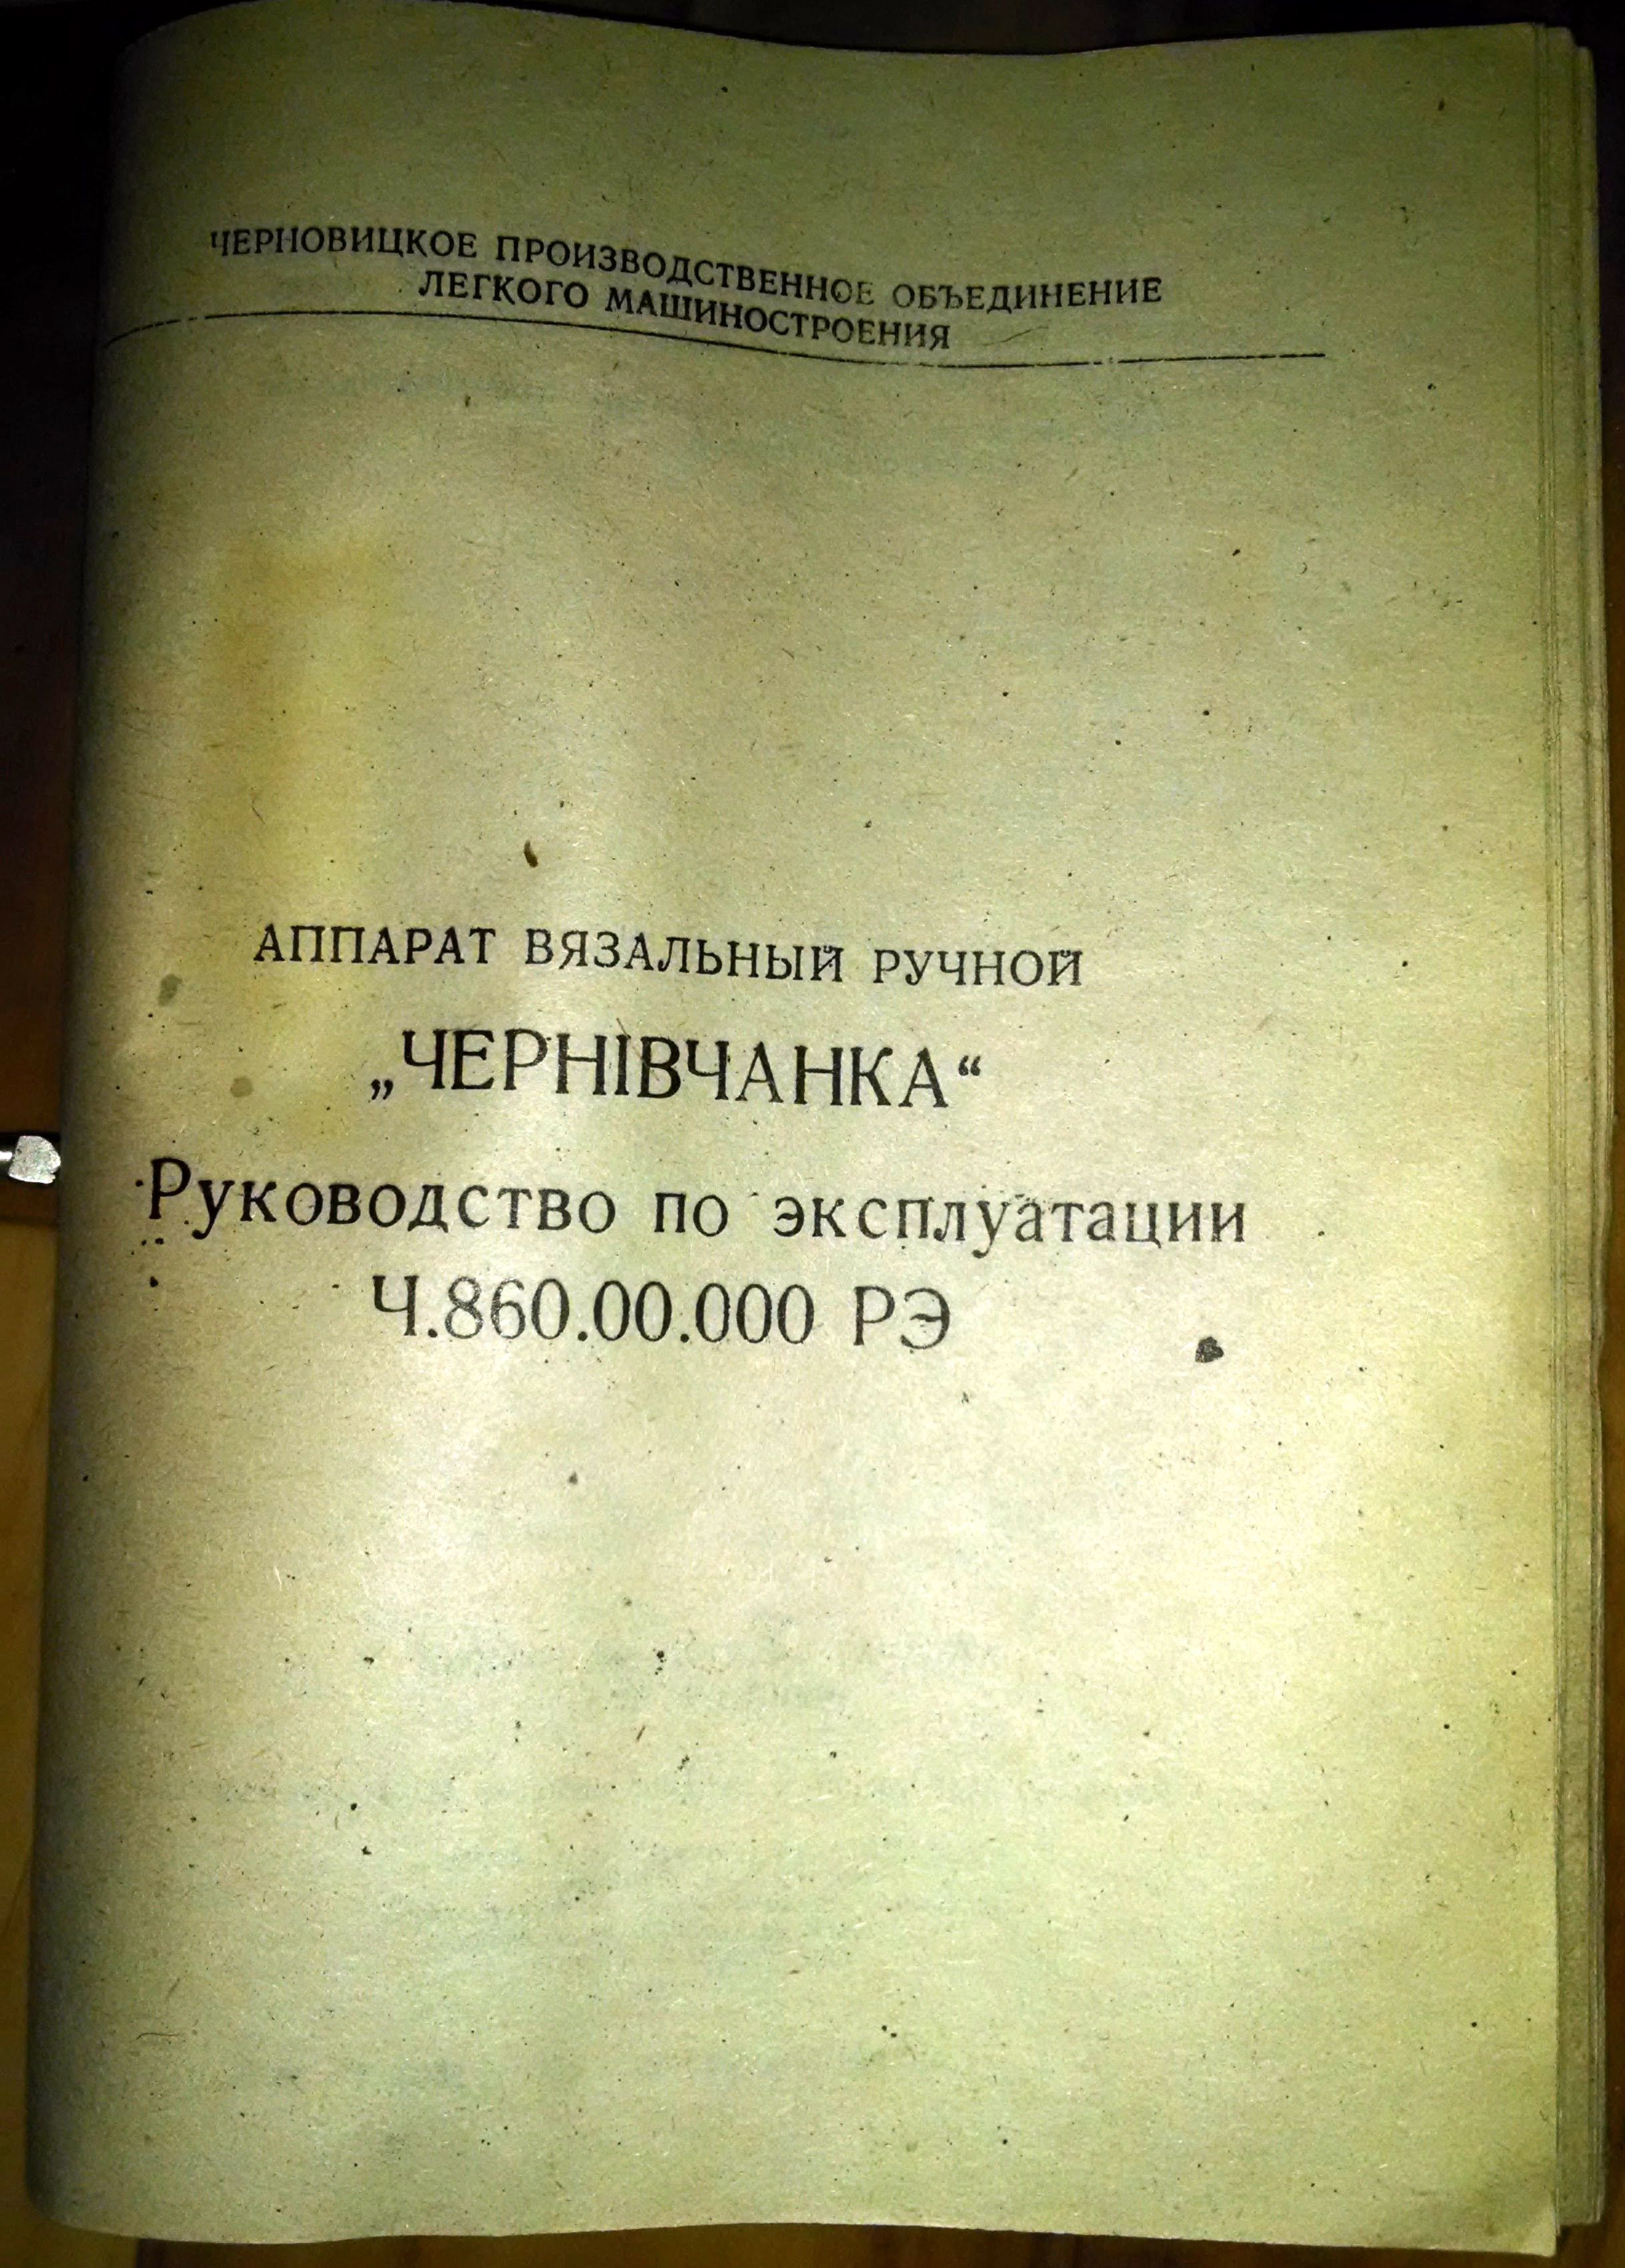 ЧЕРНОВИЦКОЕ ПРОИЗВОДСТВЕННОЕ ОБЪЕДИНЕНИЕ
ЛЕГКОГО МАШИНОСТРОЕНИЯ
АППАРАТ ВЯЗАЛЬНЫЙ РУЧНОЙ
„ЧЕРНІВЧАНКА“
Руководство по эксплуатации
Ч.860.00.000 РЭ